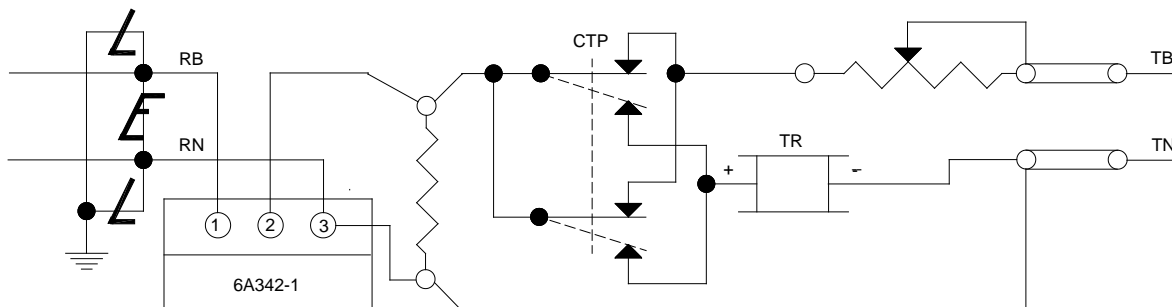 CTP
RB
TB
TR
TN
RN
+ -
1 2 3
6A342-1